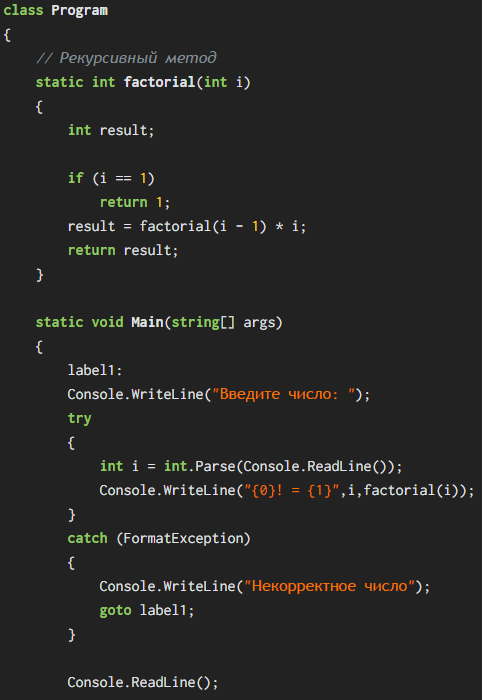 class Program
{
    // Рекурсивный метод
    static int factorial(int i)
    {
        int result;

        if (i == 1)
            return 1;
        result = factorial(i - 1) * i;
        return result;
    }

    static void Main(string[] args)
    {
        label1:
        Console.WriteLine("Введите число: ");
        try
        {
            int i = int.Parse(Console.ReadLine());
            Console.WriteLine("{0}! = {1}",i,factorial(i));
        }
        catch (FormatException)
        {
            Console.WriteLine("Некорректное число");
            goto label1;
        }

        Console.ReadLine();